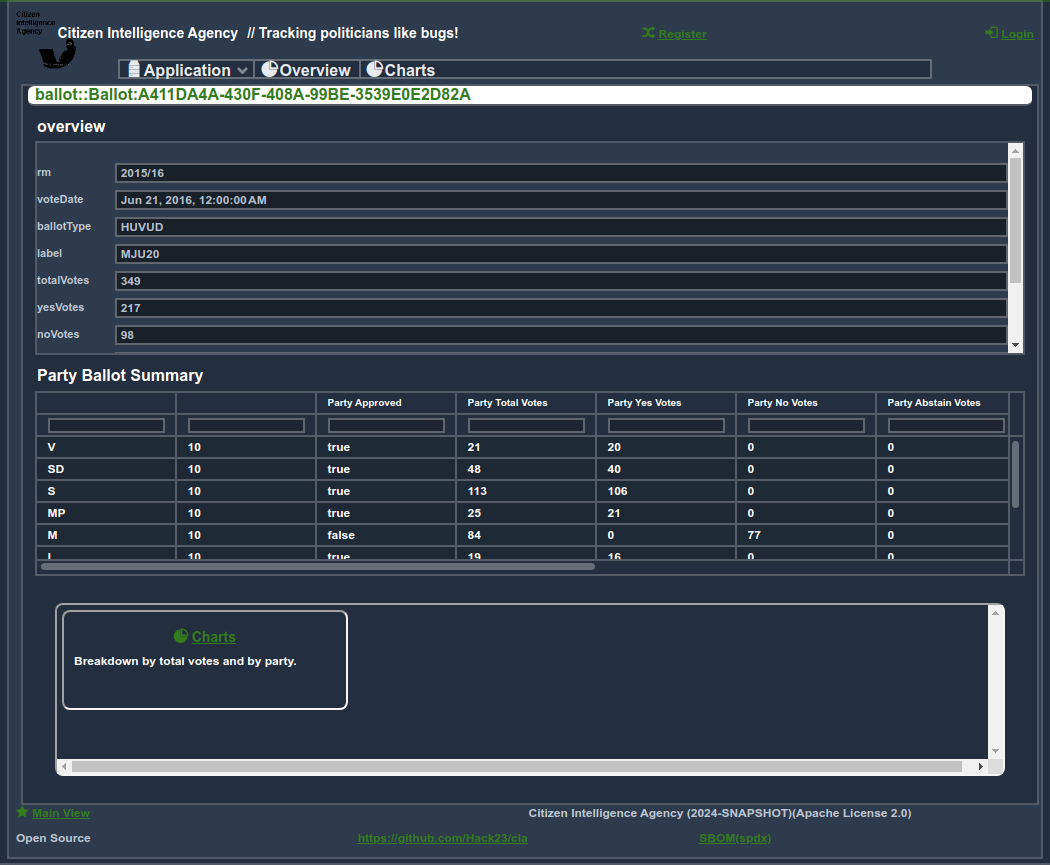 Citizen
Intelligence
Agency
Citizen Intelligence Agency // Tracking politicians like bugs!
Register
Login
Application
Overview
Charts
ballot::Ballot:A411DA4A-430F-408A-99BE-3539E0E2D82A
overview
rm 2015/16
voteDate Jun 21, 2016, 12:00:00 AM
ballotType HUVUD
label MJU20
totalVotes 349
yesVotes 217
noVotes 98
Party Ballot Summary
Party Approved Party Total Votes Party Yes Votes Party No Votes Party Abstain Votes
V 10 true 21 20 0 0
SD 10 true 48 40 0 0
S 10 true 113 106 0 0
MP 10 true 25 21 0 0
M 10 false 84 0 77 0
L 10 true 19 16 0 0
Charts
Breakdown by total votes and by party.
Main View
Citizen Intelligence Agency (2024-SNAPSHOT)(Apache License 2.0)
Open Source
https://github.com/Hack23/cia
SBOM(spdx)